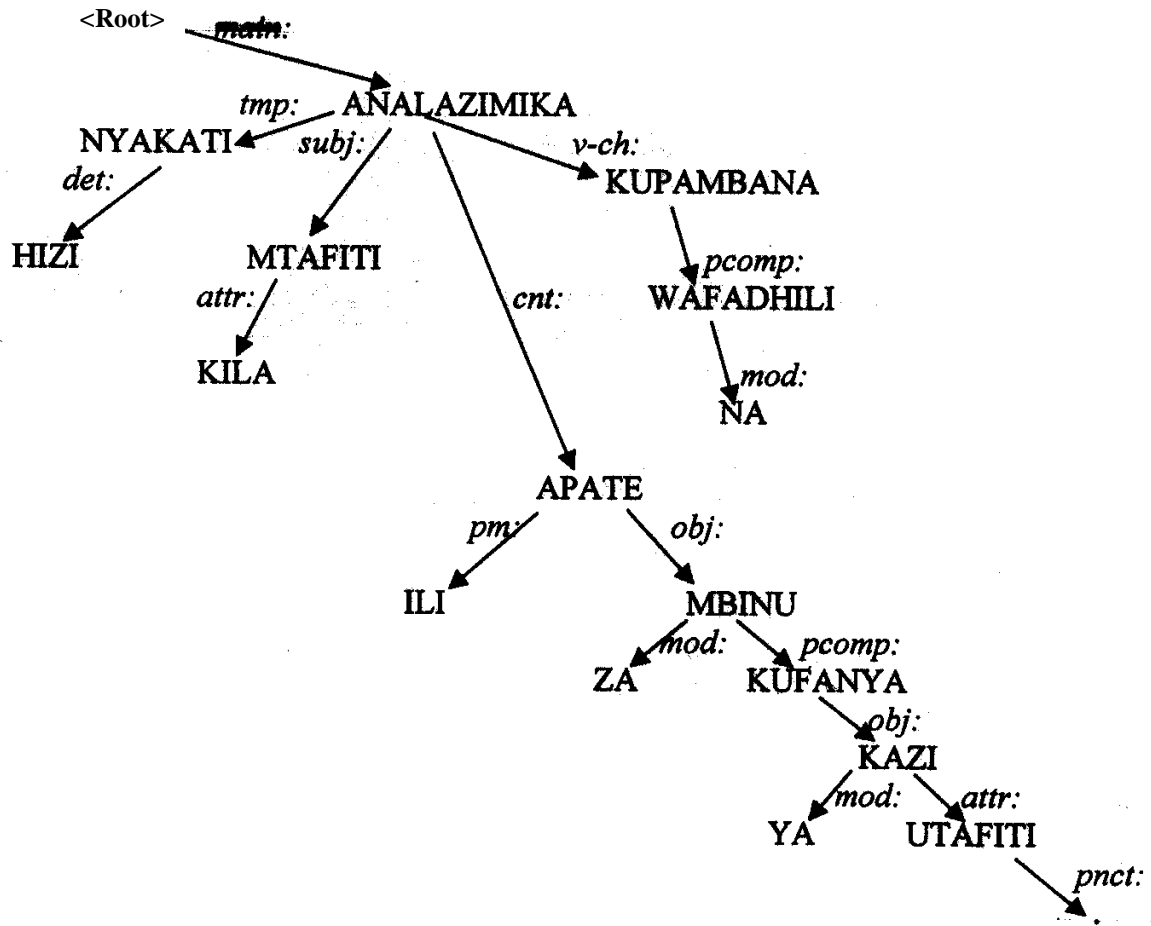 <Root> main:
tmp: ANALAZIMIKA
NYAKATI subj: v-ch:
det: KUPAMBANA
HIZI MTAFITI pcomp:
attr: cnt: WAFADHILI
KILA mod:
NA
APATE
pm: obj:
ILI MBINU
mod: pcomp:
ZA KUFANYA
obj:
KAZI
mod: attr:
YA UTAFITI
pnct:
.